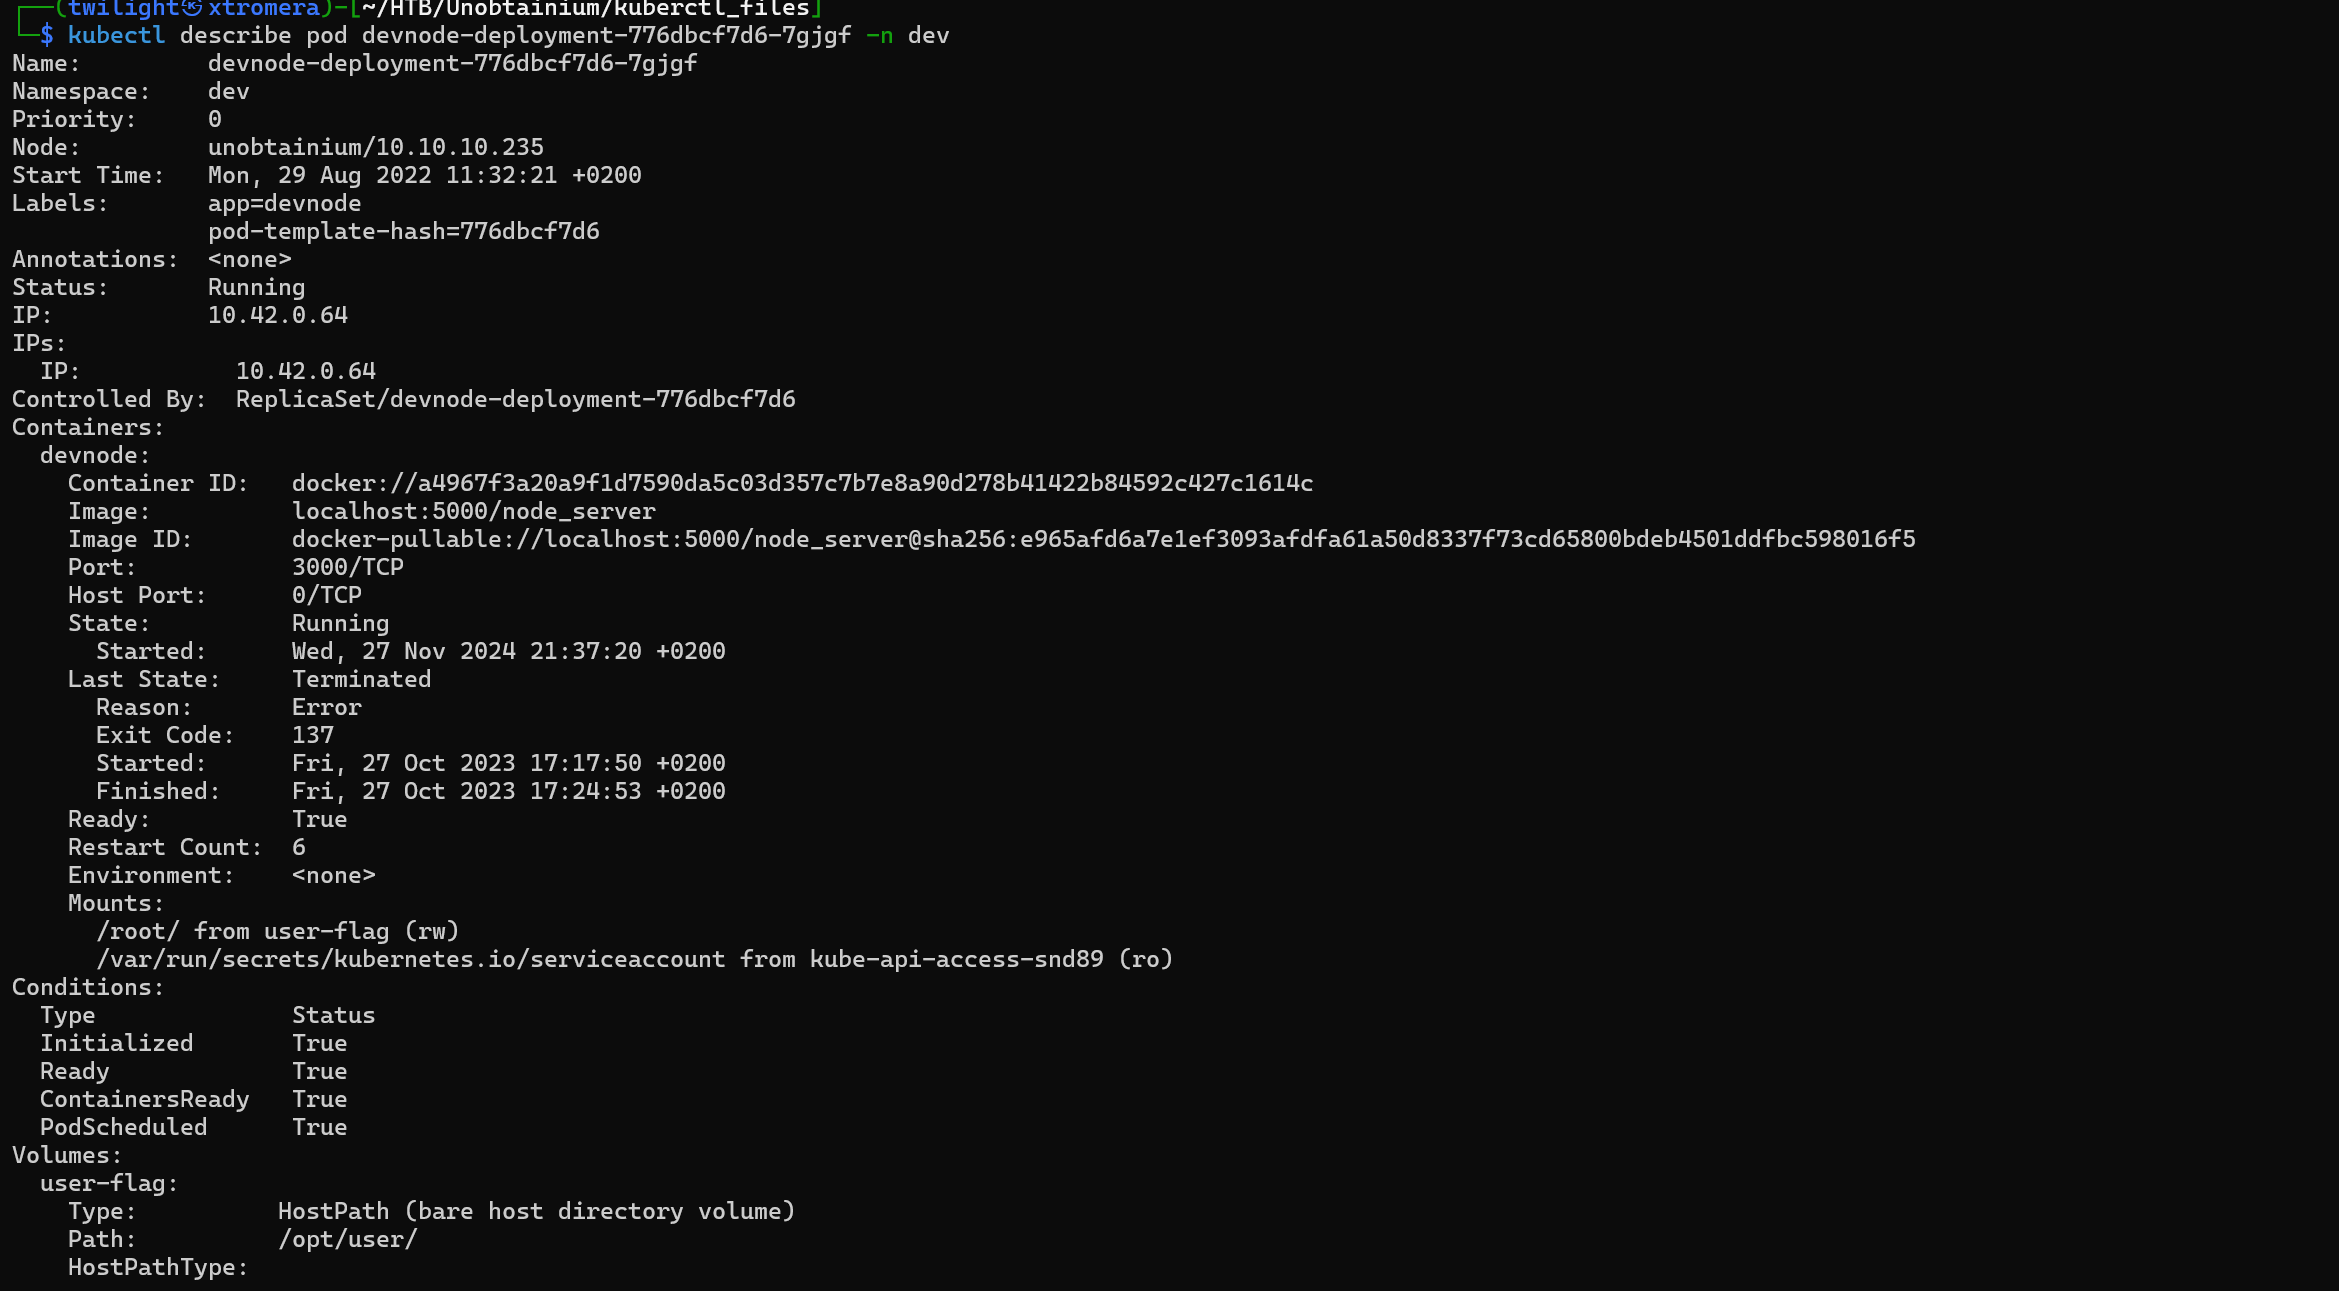 ┌──(twilight㉿xtromera)-[~/HTB/Unobtainium/kuberctl_files]
└─$ kubectl describe pod devnode-deployment-776dbcf7d6-7gjgf -n dev
Name:         devnode-deployment-776dbcf7d6-7gjgf
Namespace:    dev
Priority:     0
Node:         unobtainium/10.10.10.235
Start Time:   Mon, 29 Aug 2022 11:32:21 +0200
Labels:       app=devnode
              pod-template-hash=776dbcf7d6
Annotations:  <none>
Status:       Running
IP:           10.42.0.64
IPs:
  IP:           10.42.0.64
Controlled By:  ReplicaSet/devnode-deployment-776dbcf7d6
Containers:
  devnode:
    Container ID:   docker://a4967f3a20a9f1d7590da5c03d357c7b7e8a90d278b41422b84592c427c1614c
    Image:          localhost:5000/node_server
    Image ID:       docker-pullable://localhost:5000/node_server@sha256:e965afd6a7e1ef3093afdfa61a50d8337f73cd65800bdeb4501ddfbc598016f5
    Port:           3000/TCP
    Host Port:      0/TCP
    State:          Running
      Started:      Wed, 27 Nov 2024 21:37:20 +0200
    Last State:     Terminated
      Reason:       Error
      Exit Code:    137
      Started:      Fri, 27 Oct 2023 17:17:50 +0200
      Finished:     Fri, 27 Oct 2023 17:24:53 +0200
    Ready:          True
    Restart Count:  6
    Environment:    <none>
    Mounts:
      /root/ from user-flag (rw)
      /var/run/secrets/kubernetes.io/serviceaccount from kube-api-access-snd89 (ro)
Conditions:
  Type              Status
  Initialized       True
  Ready             True
  ContainersReady   True
  PodScheduled      True
Volumes:
  user-flag:
    Type:          HostPath (bare host directory volume)
    Path:          /opt/user/
    HostPathType: